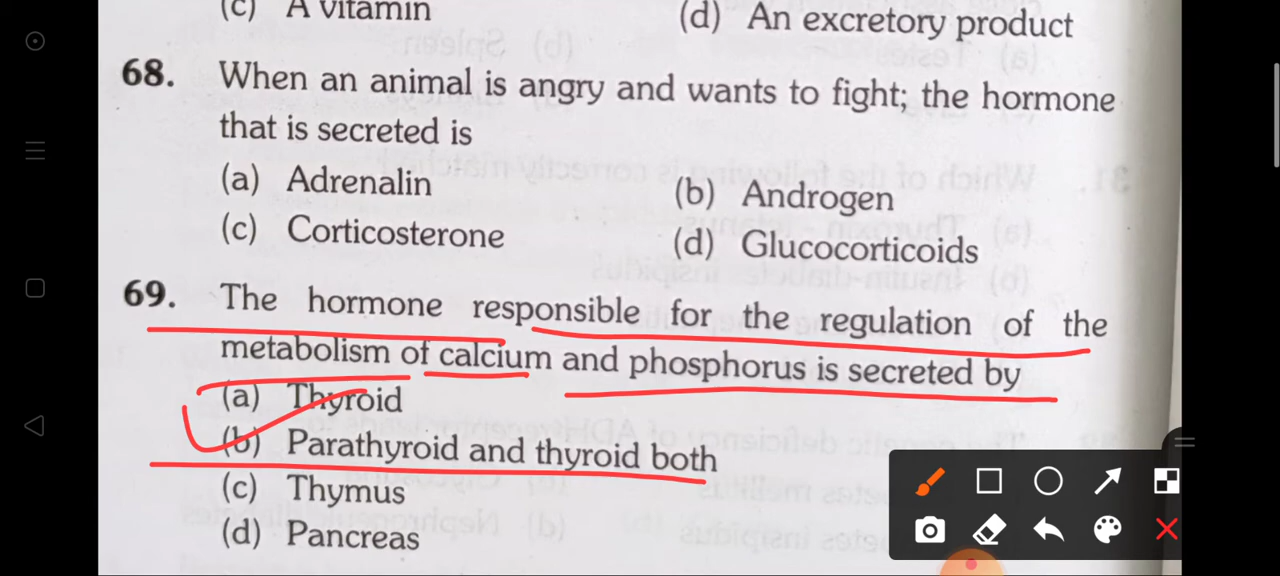 (c) A vitamin
(d) An excretory product
68. When an animal is angry and wants to fight; the hormone
that is secreted is
(a) Adrenalin
(b) Androgen
(c) Corticosterone
(d) Glucocorticoids
69. The hormone responsible for the regulation of the
metabolism of calcium and phosphorus is secreted by
(a) Thyroid
(b) Parathyroid and thyroid both
(c) Thymus
(d) Pancreas